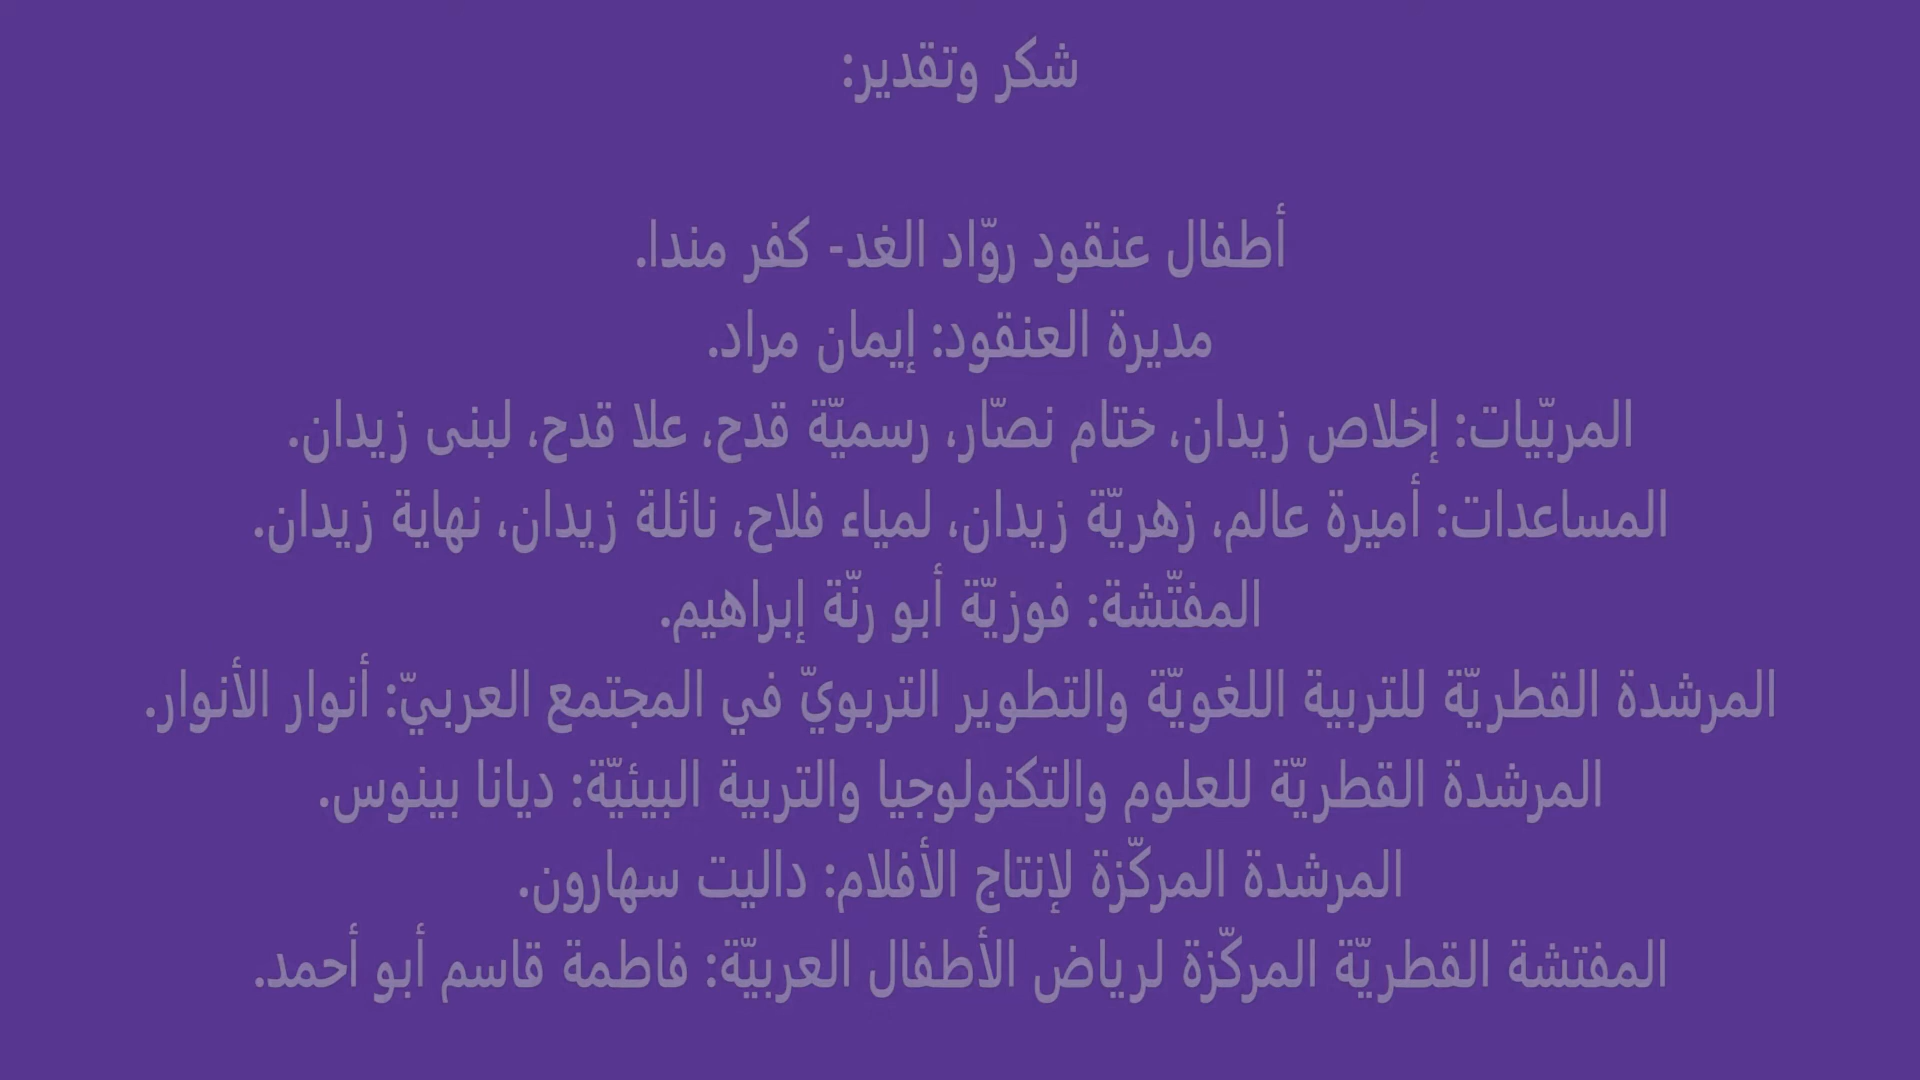 شكر وتقدير:
أطفال عنقود روّاد الغد- كفر مندا.
مديرة العنقود: إيمان مراد.
المربّيات: إخلاص زيدان، ختام نصّار، رسميّة قدح، علا قدح، لبنى زيدان.
المساعدات: أميرة عالم، زهريّة زيدان، لمياء فلاح، نائلة زيدان، نهاية زيدان.
المفتّشة: فوزيّة أبو رنّة إبراهيم.
المرشدة القطريّة للتربية اللغويّة والتطوير التربويّ في المجتمع العربيّ: أنوار الأنوار.
المرشدة القطريّة للعلوم والتكنولوجيا والتربية البيئيّة: ديانا بينوس.
المرشدة المركّزة لإنتاج الأفلام: داليت سهارون.
المفتشة القطريّة المركّزة لرياض الأطفال العربيّة: فاطمة قاسم أبو أحمد.